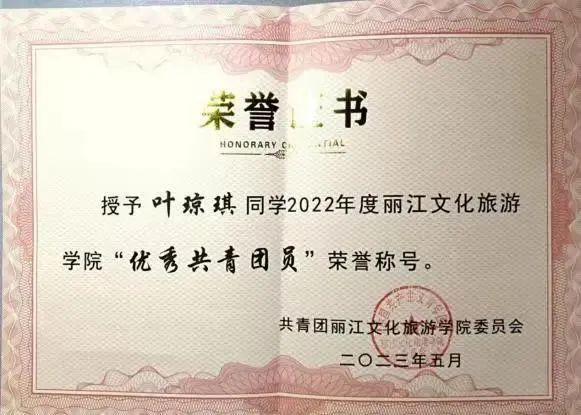 荣誉证书
HONORARY CREDENTIAL
授予叶琼琪同学2022年度丽江文化旅游
学院“优秀共青团员”荣誉称号。
共青团丽江文化旅游学院委员会
二〇二三年五月